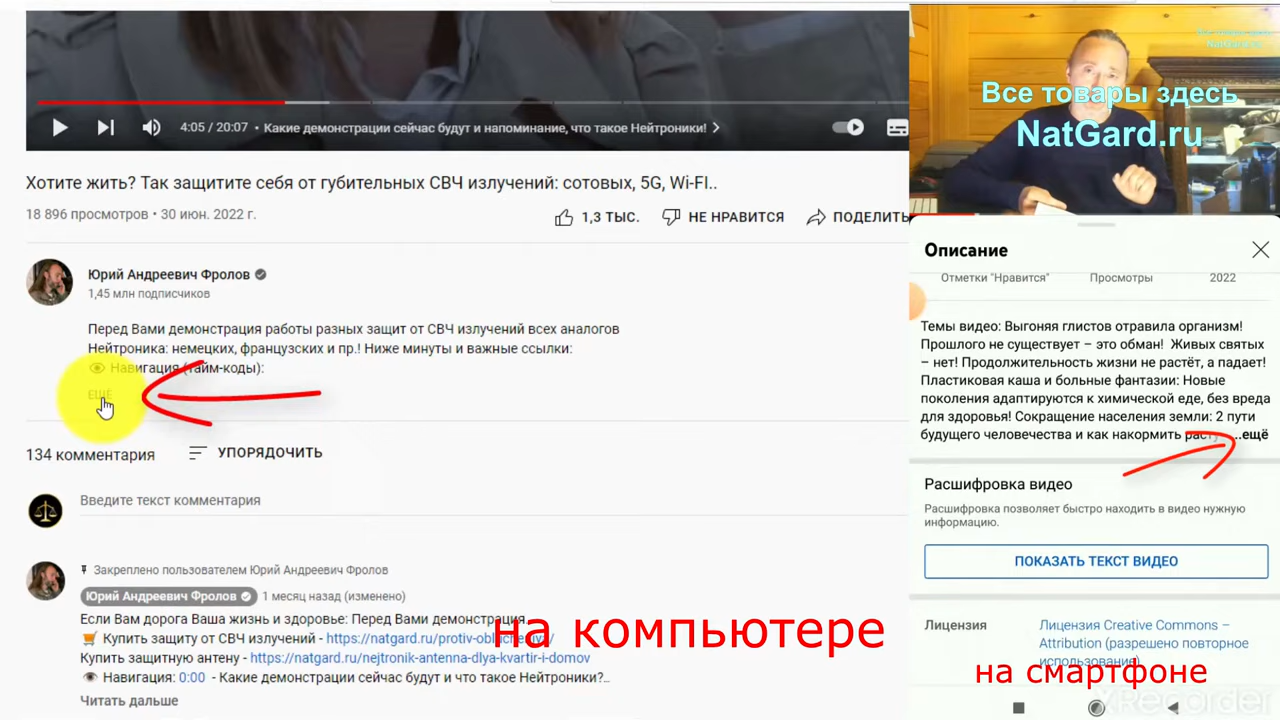 4:05 / 20:07 • Какие демонстрации сейчас будут и напоминание, что такое Нейтроники!
Хотите жить? Так защитите себя от губительных СВЧ излучений: сотовых, 5G, Wi-FI..
18 896 просмотров • 30 июн. 2022 г.
1,3 ТЫС.
НЕ НРАВИТСЯ
ПОДЕЛИТЬ
Юрий Андреевич Фролов
1,45 млн подписчиков
Перед Вами демонстрация работы разных защит от СВЧ излучений всех аналогов
Нейтроника: немецких, французских и пр.! Ниже минуты и важные ссылки:
Навигация (тайм-коды):
ЕЩЁ
134 комментария
УПОРЯДОЧИТЬ
Введите текст комментария
Закреплено пользователем Юрий Андреевич Фролов
Юрий Андреевич Фролов
1 месяц назад (изменено)
Если Вам дорога Ваша жизнь и здоровье: Перед Вами демонстрация
Купить защиту от СВЧ излучений -
Купить защитную антену - https://natgard.ru/nejtronik-antenna-dlya-kvartir-i-domov
Навигация: 0:00 - Какие демонстрации сейчас будут и что такое Нейтроники?..
Читать дальше
на компьютере
Все товары здесь
NatGard.ru
Описание
Отметки "Нравится"
Просмотры
2022
Темы видео: Выгоняя глистов отравила организм!
Прошлого не существует – это обман! Живых святых
– нет! Продолжительность жизни не растёт, а падает!
Пластиковая каша и больные фантазии: Новые
поколения адаптируются к химической еде, без вреда
для здоровья! Сокращение населения земли: 2 пути
будущего человечества и как накормить ...ещё
Расшифровка видео
Расшифровка позволяет быстро находить в видео нужную
информацию.
ПОКАЗАТЬ ТЕКСТ ВИДЕО
Лицензия
Лицензия Creative Commons –
Attribution (разрешено повторное
использование)
на смартфоне
XRecorder